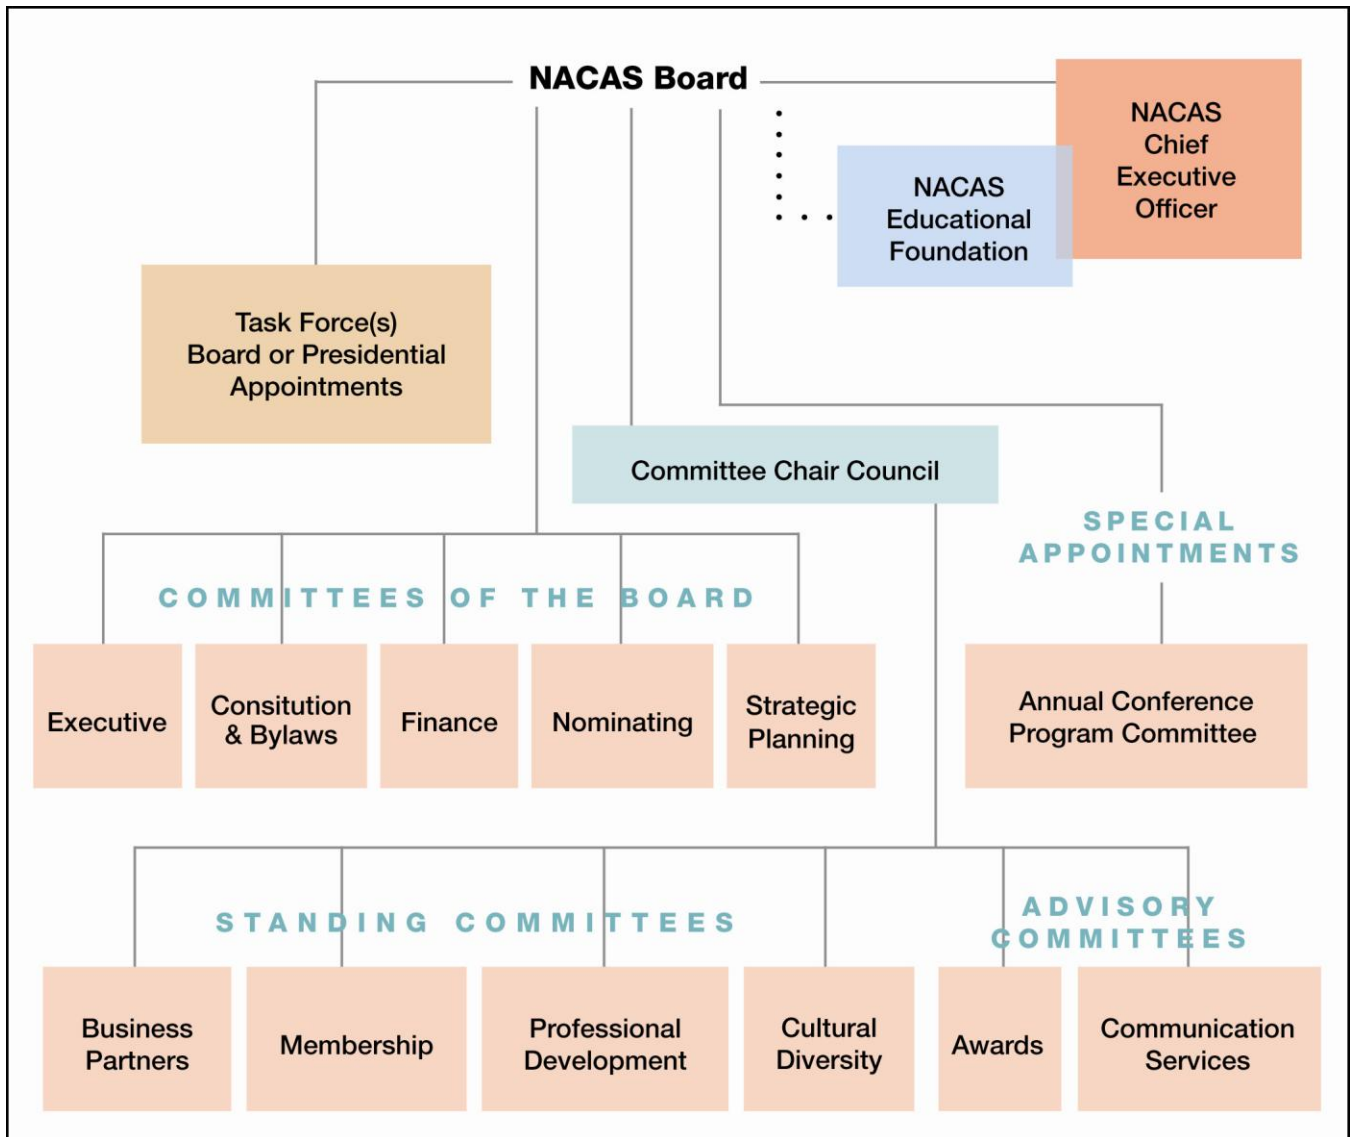 NACAS Board
NACAS
Chief
Executive
Officer
NACAS
Educational
Foundation
Task Force(s)
Board or Presidential
Appointments
Committee Chair Council
SPECIAL
APPOINTMENTS
COMMITTEES OF THE BOARD
Executive
Consitution
& Bylaws
Finance
Nominating
Strategic
Planning
Annual Conference
Program Committee
STANDING COMMITTEES
ADVISORY
COMMITTEES
Business
Partners
Membership
Professional
Development
Cultural
Diversity
Awards
Communication
Services